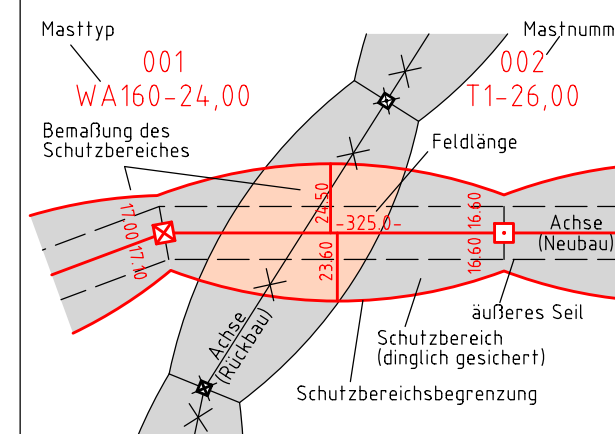 Masttyp
Mastnumm
001
WA160-24,00
002
T1-26,00
Bemaßung des
Schutzbereiches
Feldlänge
17.00
17.10
24.50
-325.0-
23.60
16.60
16.60
Achse
(Neubau)
Achse
(Rückbau)
äußeres Seil
Schutzbereich
(dinglich gesichert)
Schutzbereichsbegrenzung